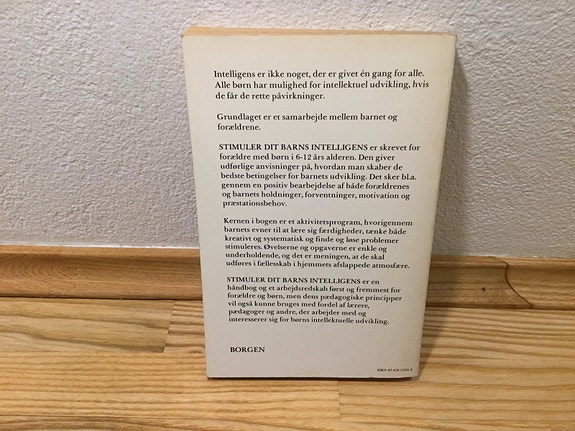 Intelligens er ikke noget, der er givet én gang for alle.
Alle børn har mulighed for intellektuel udvikling, hvis
de får de rette påvirkninger.
Grundlaget er et samarbejde mellem barnet og
forældrene.
STIMULER DIT BARNS INTELLIGENS er skrevet for
forældre med børn i 6-12 års alderen. Den giver
udførlige anvisninger på, hvordan man skaber de
bedste betingelser for barnets udvikling. Det sker bl.a.
gennem en positiv bearbejdelse af både forældrenes
og barnets holdninger, forventninger, motivation og
præstationsbehov.
Kernen i bogen er et aktivitetsprogram, hvorigennem
barnets evner til at lære sig færdigheder, tænke både
kreativt og systematisk og finde og løse problemer
stimuleres. Øvelserne og opgaverne er enkle og
underholdende, og det er meningen, at de skal
udføres i fællesskab i hjemmets afslappede atmosfære.
STIMULER DIT BARNS INTELLIGENS er en
håndbog og et arbejdsredskab først og fremmest for
forældre og børn, men dens pædagogiske principper
vil også kunne bruges med fordel af lærere,
pædagoger og andre, der arbejder med og
interesserer sig for børns intellektuelle udvikling.
BORGEN
ISBN